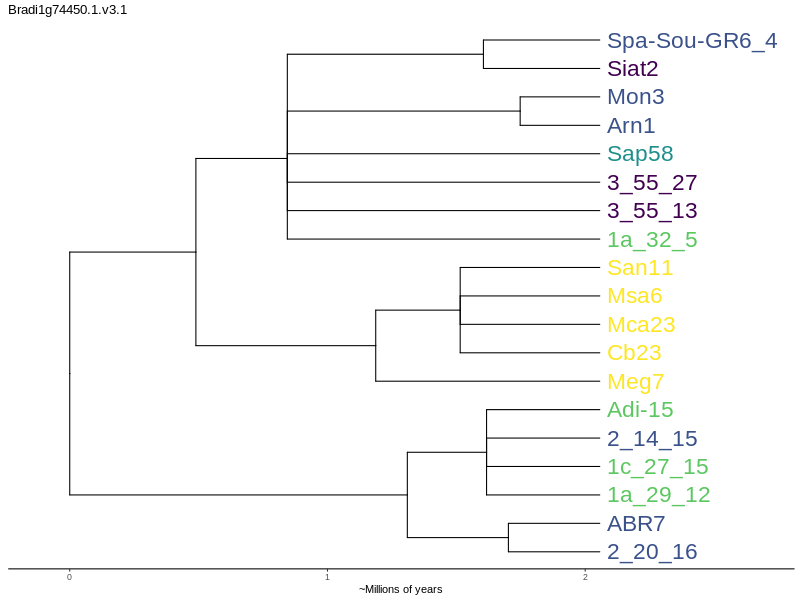 Bradi1g74450.1.v3.1
Spa-Sou-GR6_4
Siat2
Mon3
Arn1
Sap58
3_55_27
3_55_13
1a_32_5
San11
Msa6
Mca23
Cb23
Meg7
Adi-15
2_14_15
1c_27_15
1a_29_12
ABR7
2_20_16
0 1 2
~Millions of years